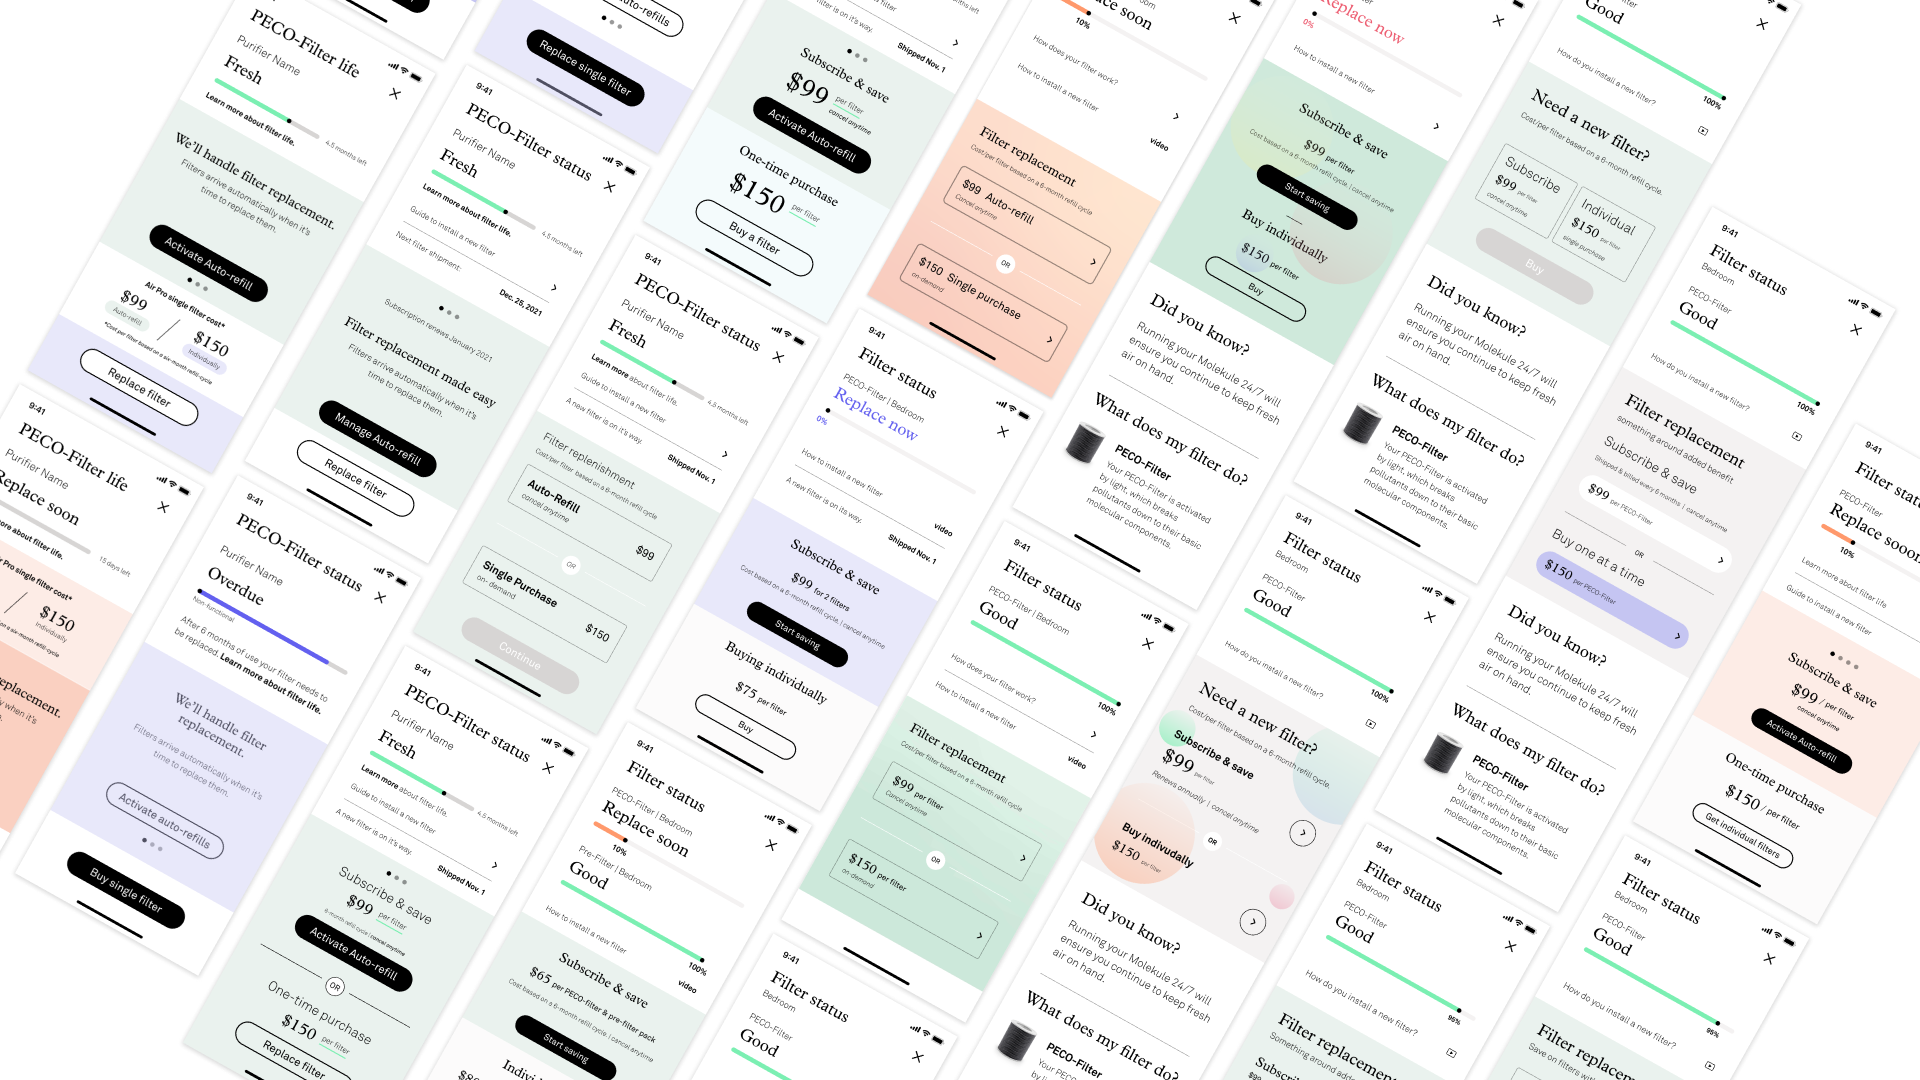 PECO-Filter life
Purifier Name
Fresh
Learn more about filter life.
4.5 months left
We'll handle filter replacement.
Filters arrive automatically when it's
time to replace them.
Activate Auto-refill
Air Pro single filter cost*
$99
Auto-refill
$150
Individually
*Cost per filter based on a six-month refill cycle
Replace filter
9:41
PECO-Filter life
Purifier Name
Replace soon
more about filter life.
15 days left
Pro single filter cost*
$150
Individually
Replace single filter
9:41
PECO-Filter status
Purifier Name
Fresh
Learn more about filter life.
4.5 months left
Guide to install a new filter
Next filter shipment:
Dec. 25, 2021
Subscription renews January 2021
Filter replacement made easy
Filters arrive automatically when it's
time to replace them.
Manage Auto-refill
Replace filter
9:41
PECO-Filter status
Purifier Name
Overdue
Non-functional
After 6 months of use your filter needs to
be replaced. Learn more about filter life.
We'll handle filter
replacement.
Filters arrive automatically when it's
time to replace them.
Activate auto-refills
Buy single filter
filter is on it's way.
Shipped Nov. 1
Subscribe & save
$99 per filter
cancel anytime
Activate Auto-refill
One-time purchase
$150 per filter
Buy a filter
9:41
PECO-Filter status
Purifier Name
Fresh
Learn more about filter life.
4.5 months left
Guide to install a new filter
A new filter is on it's way.
Shipped Nov. 1
Filter replenishment
Cost/per filter based on a 6-month refill cycle
Auto-Refill
cancel anytime
$99
OR
Single Purchase
on-demand
$150
Continue
9:41
PECO-Filter status
Purifier Name
Fresh
Learn more about filter life.
4.5 months left
Guide to install a new filter
A new filter is on it's way.
Shipped Nov. 1
Subscribe & save
$99 per filter
6-month refill cycle | cancel anytime
Activate Auto-refill
OR
One-time purchase
$150 per filter
Replace filter
10%
How does your filter work?
How to install a new filter
video
Filter replacement
Cost/per filter based on a 6-month refill cycle
$99 Auto-refill
Cancel anytime
OR
$150 Single purchase
on-demand
9:41
Filter status
PECO-Filter | Bedroom
Replace now
0%
How to install a new filter
video
A new filter is on its way.
Shipped Nov. 1
Subscribe & save
$99 for 2 filters
Cost based on a 6-month refill cycle, | cancel anytime
Start saving
Buying individually
$75 per filter
Buy
9:41
Filter status
PECO-Filter | Bedroom
Replace soon
10%
Pre-Filter | Bedroom
Good
100%
How to install a new filter
video
Subscribe & save
$65 per PECO-filter & pre-filter pack
Cost based on a 6-month refill cycle | cancel anytime
Start saving
Replace now
0%
How to install a new filter
Subscribe & save
$99 per filter
Cost based on a 6-month refill cycle, | cancel anytime
Start saving
Buy individually
$150 per filter
Buy
Did you know?
Running your Molekule 24/7 will
ensure you continue to keep fresh
air on hand.
What does my filter do?
PECO-Filter
Your PECO-Filter is activated
by light, which breaks
pollutants down to their basic
molecular components.
9:41
Filter status
PECO-Filter | Bedroom
Good
100%
How does your filter work?
How to install a new filter
video
Filter replacement
Cost/per filter based on a 6-month refill cycle
$99 per filter
Cancel anytime
OR
$150 per filter
on-demand
9:41
Filter status
Bedroom
PECO-Filter
Good
Good
100%
How do you install a filter?
Need a new filter?
Cost/per filter based on a 6-month refill cycle.
Subscribe
$99 per filter
cancel anytime
Individual
$150 per filter
single purchase
Buy
Did you know?
Running your Molekule 24/7 will
ensure you continue to keep fresh
air on hand.
What does my filter do?
PECO-Filter
Your PECO-Filter is activated
by light, which breaks
pollutants down to their basic
molecular components.
9:41
Filter status
Bedroom
PECO-Filter
Good
100%
How do you install a filter?
Need a new filter?
Cost/per filter based on a 6-month refill cycle.
Subscribe & save
$99 per filter
Renews annually | cancel anytime
OR
Buy indivudally
$150 per filter
Did you know?
Running your Molekule 24/7 will
ensure you continue to keep fresh
air on hand.
What does my filter do?
PECO-Filter
9:41
Filter status
Bedroom
PECO-Filter
Good
100%
How do you install a filter?
Filter replacement
something around added benefit.
Subscribe & save
Shipped & billed every 6 months | cancel anytime
$99 per PECO-Filter
OR
Buy one at a time
$150 per PECO-Filter
Did you know?
Running your Molekule 24/7 will
ensure you continue to keep fresh
air on hand.
What does my filter do?
PECO-Filter
Your PECO-Filter is activated
by light, which breaks
pollutants down to their basic
molecular components.
9:41
Filter status
Bedroom
PECO-Filter
Good
95%
How do you install a filter?
Filter replacement
9:41
PECO-Filter
Replace sooon
10%
Learn more about filter life
Guide to install a new filter
Subscribe & save
$99 / per filter
cancel anytime
Activate Auto-refill
One-time purchase
$150 / per filter
Get individual filters
9:41
Filter status
Bedroom
PECO-Filter
Good
95%
How do you install a filter?
Filter replacement